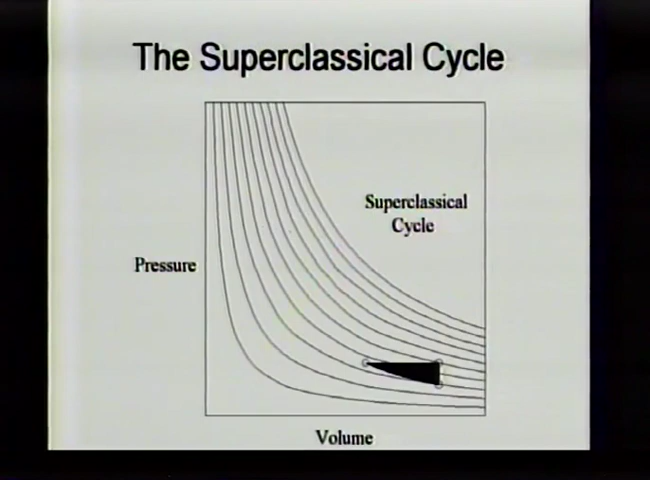 The Superclassical Cycle
Superclassical
Cycle
Pressure
Volume